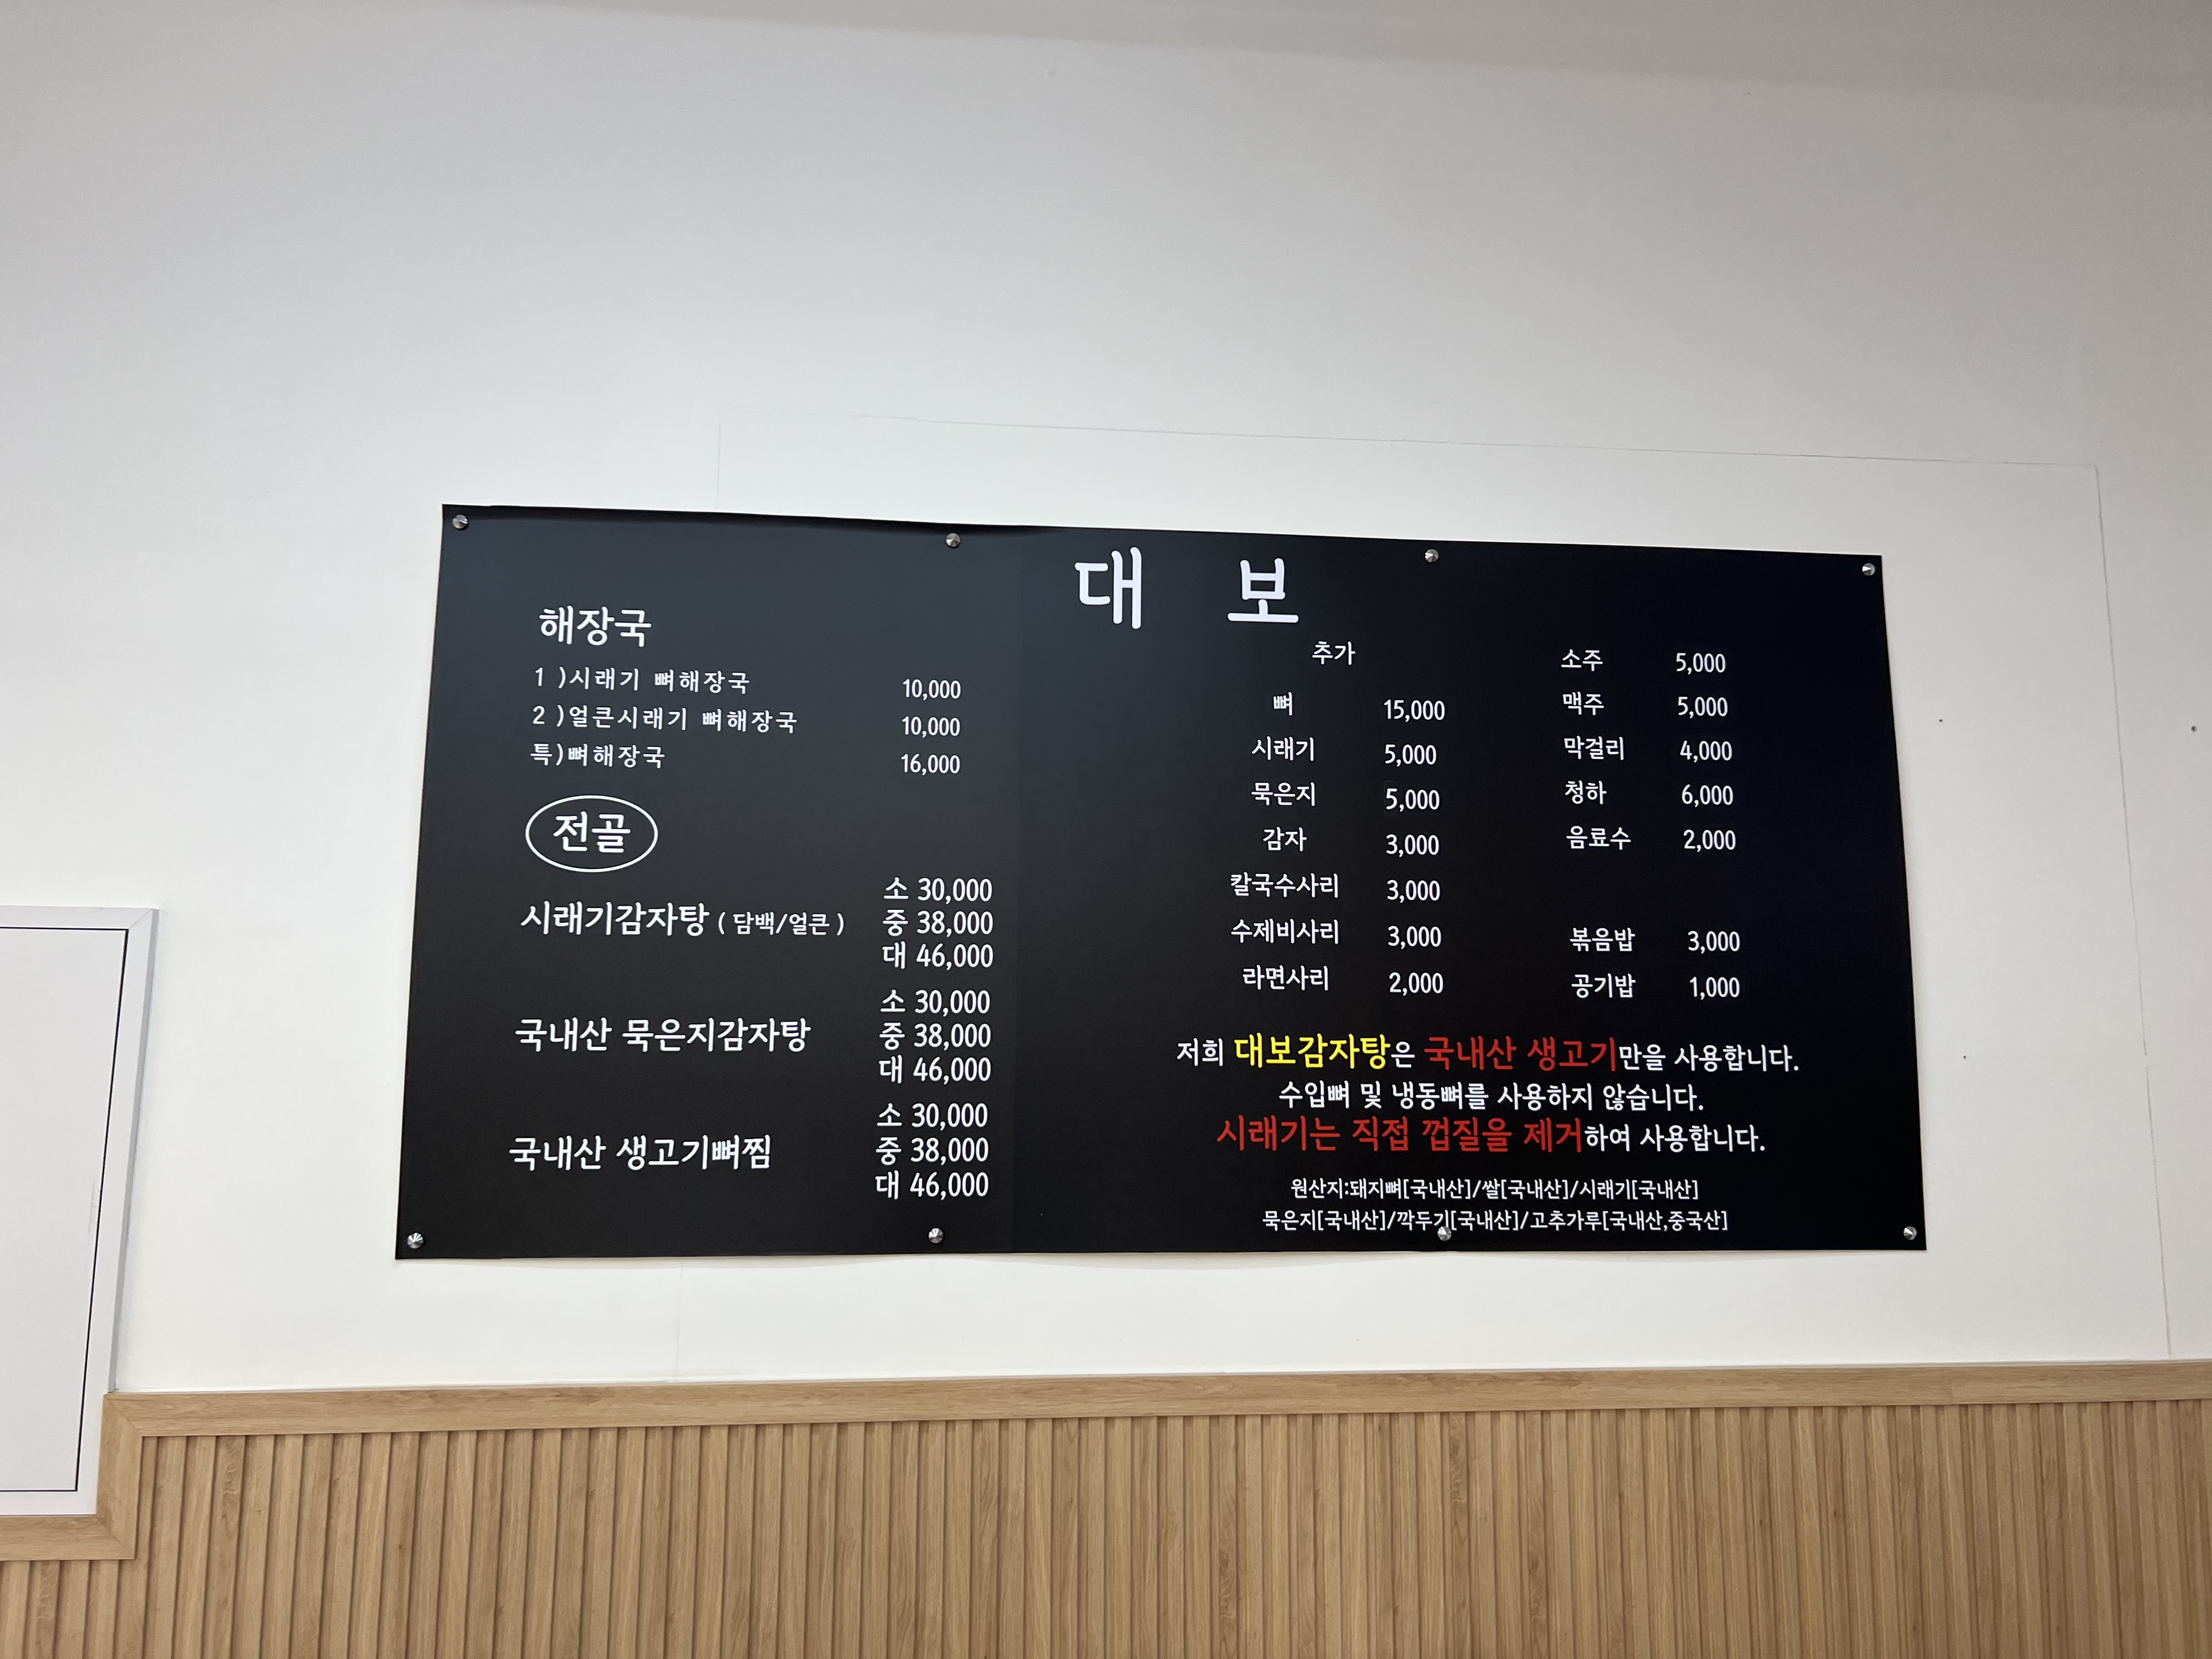 대 보
해장국
1 )시래기 뼈해장국 10,000
2 )얼큰시래기 뼈해장국 10,000
특)뼈해장국 16,000
전골
시래기감자탕 ( 담백/얼큰 )
소 30,000
중 38,000
대 46,000
국내산 묵은지감자탕
소 30,000
중 38,000
대 46,000
국내산 생고기뼈찜
소 30,000
중 38,000
대 46,000
추가
뼈 15,000
시래기 5,000
묵은지 5,000
감자 3,000
칼국수사리 3,000
수제비사리 3,000
라면사리 2,000
소주 5,000
맥주 5,000
막걸리 4,000
청하 6,000
음료수 2,000
볶음밥 3,000
공기밥 1,000
저희 대보감자탕은 국내산 생고기만을 사용합니다.
수입뼈 및 냉동뼈를 사용하지 않습니다.
시래기는 직접 껍질을 제거하여 사용합니다.
원산지:돼지뼈[국내산]/쌀[국내산]/시래기[국내산]
묵은지[국내산]/깍두기[국내산]/고추가루[국내산,중국산]